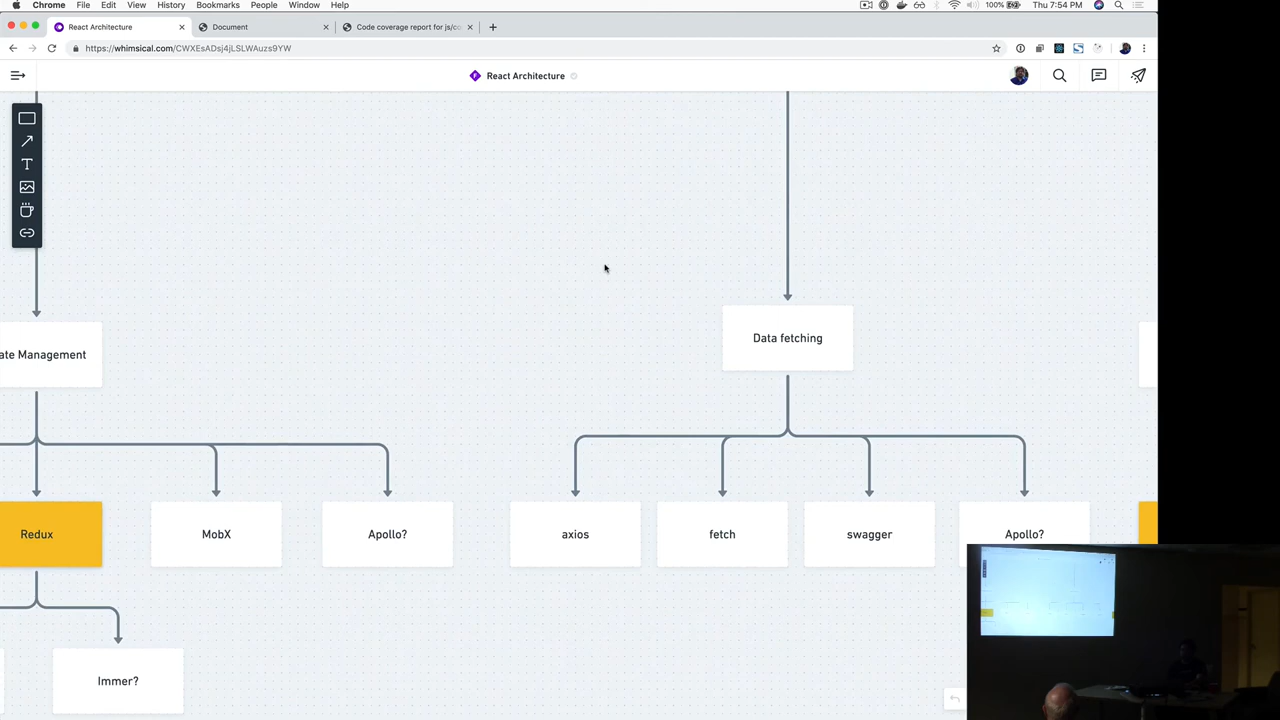 Chrome File Edit View History Bookmarks People Window Help 100% Thu 7:54 PM
React Architecture Document Code coverage report for js/co
https://whimsical.com/CWXEsADsj4jLSLWAuzs9YW
React Architecture
T
Data fetching
ate Management
Redux MobX Apollo? axios fetch swagger Apollo?
Immer?